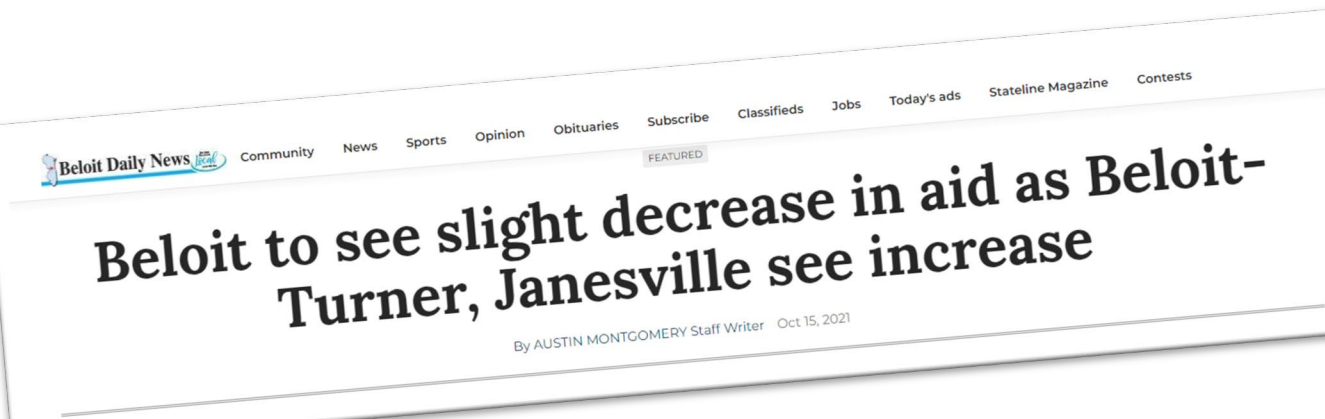 Beloit Daily News
Community News Sports Opinion Obituaries Subscribe Classifieds Jobs Today's ads Stateline Magazine Contests
FEATURED
Beloit to see slight decrease in aid as Beloit-
Turner, Janesville see increase
By AUSTIN MONTGOMERY Staff Writer Oct 15, 2021